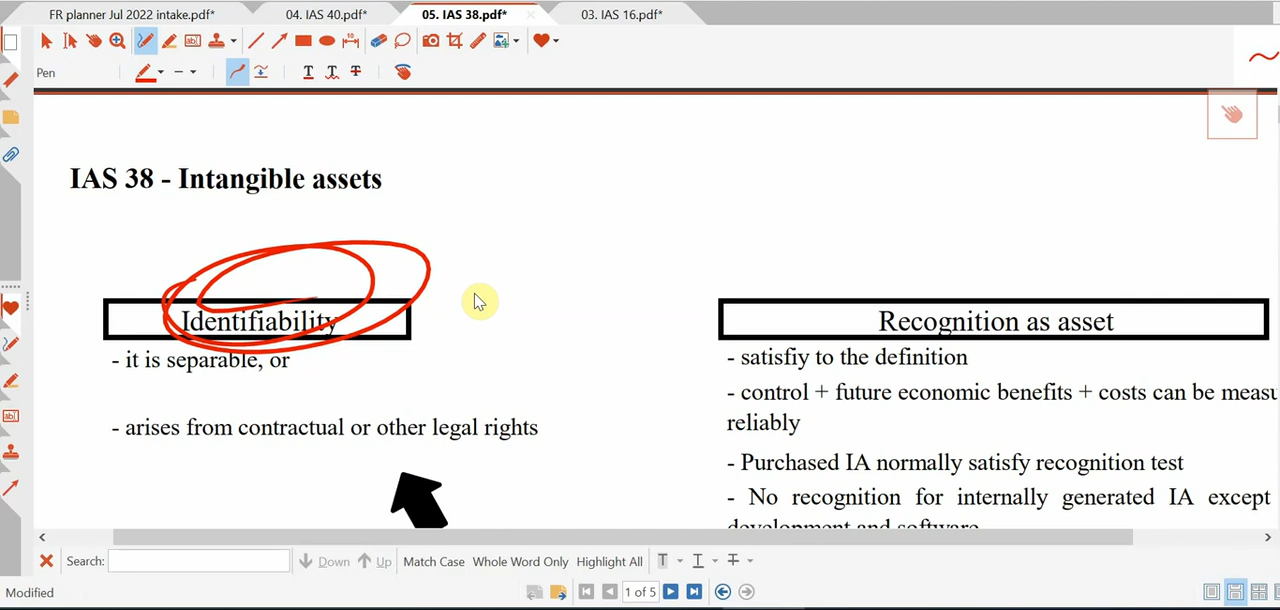 FR planner Jul 2022 intake.pdf*
04. IAS 40.pdf*
05. IAS 38.pdf*
03. IAS 16.pdf*
Pen
IAS 38 - Intangible assets
Identifiability
- it is separable, or
- arises from contractual or other legal rights
Recognition as asset
- satisfiy to the definition
- control + future economic benefits + costs can be measu
reliably
- Purchased IA normally satisfy recognition test
- No recognition for internally generated IA except
development and software
Search:
Down
Up
Match Case
Whole Word Only
Highlight All
Modified
1 of 5